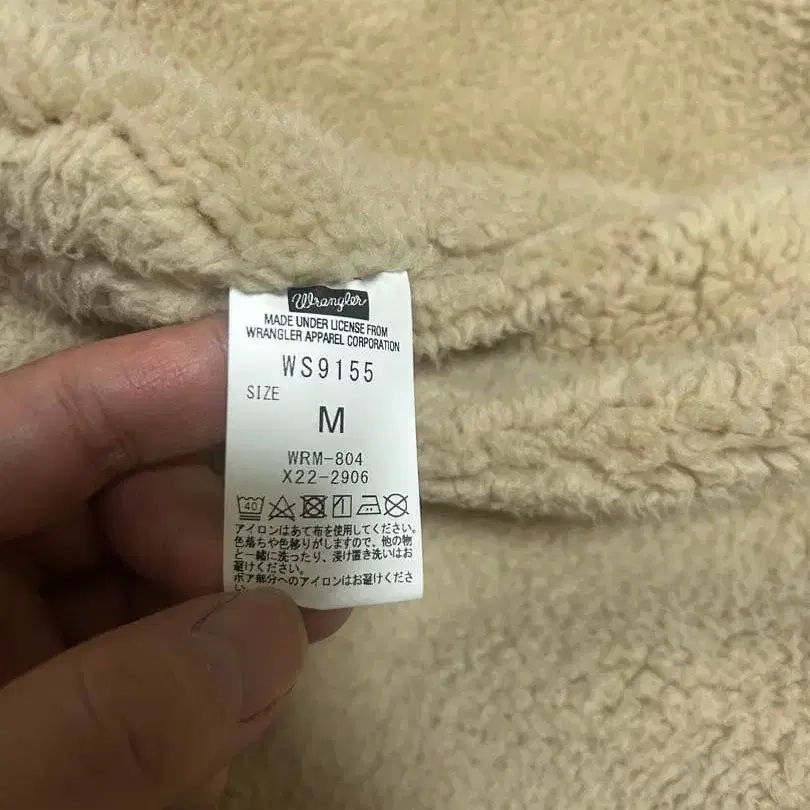 Wrangler
MADE UNDER LICENSE FROM
WRANGLER APPAREL CORPORATION
WS9155
SIZE
M
WRM-804
X22-2906
40
アイロンはあて布を使用してください。
色落ちや色移りがしますので、他の物
と一緒に洗ったり、浸け置き洗いはお
避けください。
ボア部分へのアイロンはお避けくださ
い。